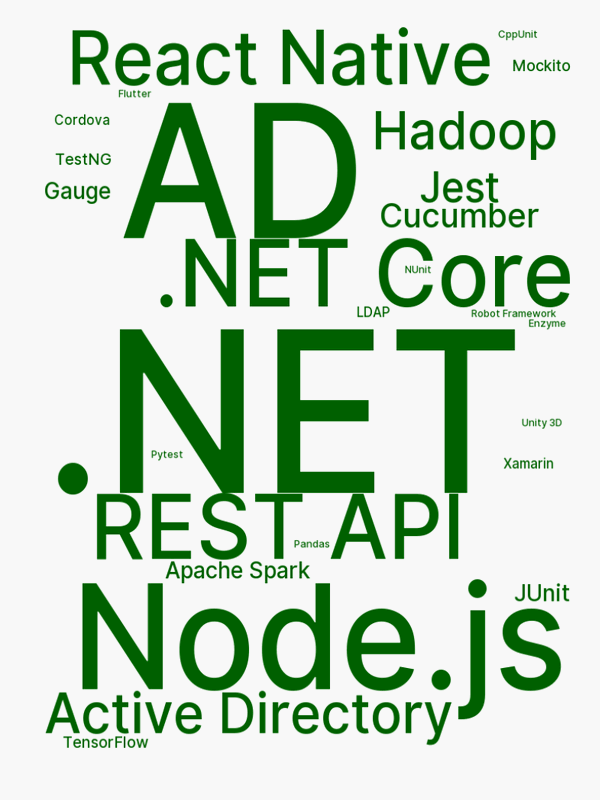 CppUnit
React Native
Mockito
Flutter
Cordova
AD
Hadoop
TestNG
Gauge
Jest
Cucumber
.NET Core
NUnit
LDAP
Robot Framework
Enzyme
.NET
Unity 3D
Pytest
Xamarin
REST API
Pandas
Apache Spark
JUnit
Node.js
Active Directory
TensorFlow